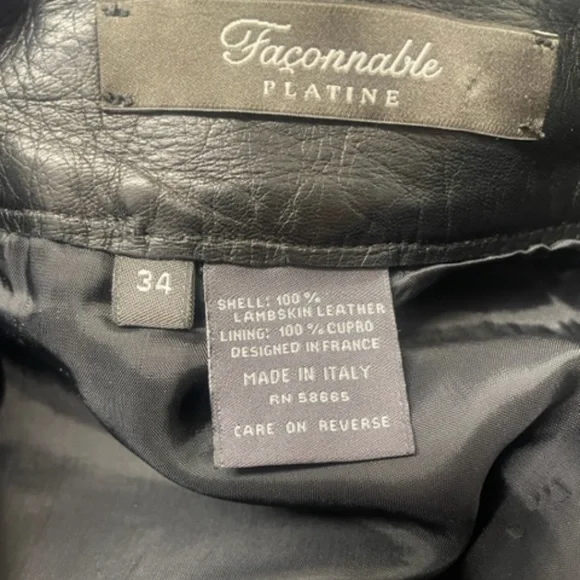 Façonnable
PLATINE
34
SHELL: 100 %
LAMBSKIN LEATHER
LINING: 100 % CUPRO
DESIGNED IN FRANCE
MADE IN ITALY
RN 58665
CARE ON REVERSE